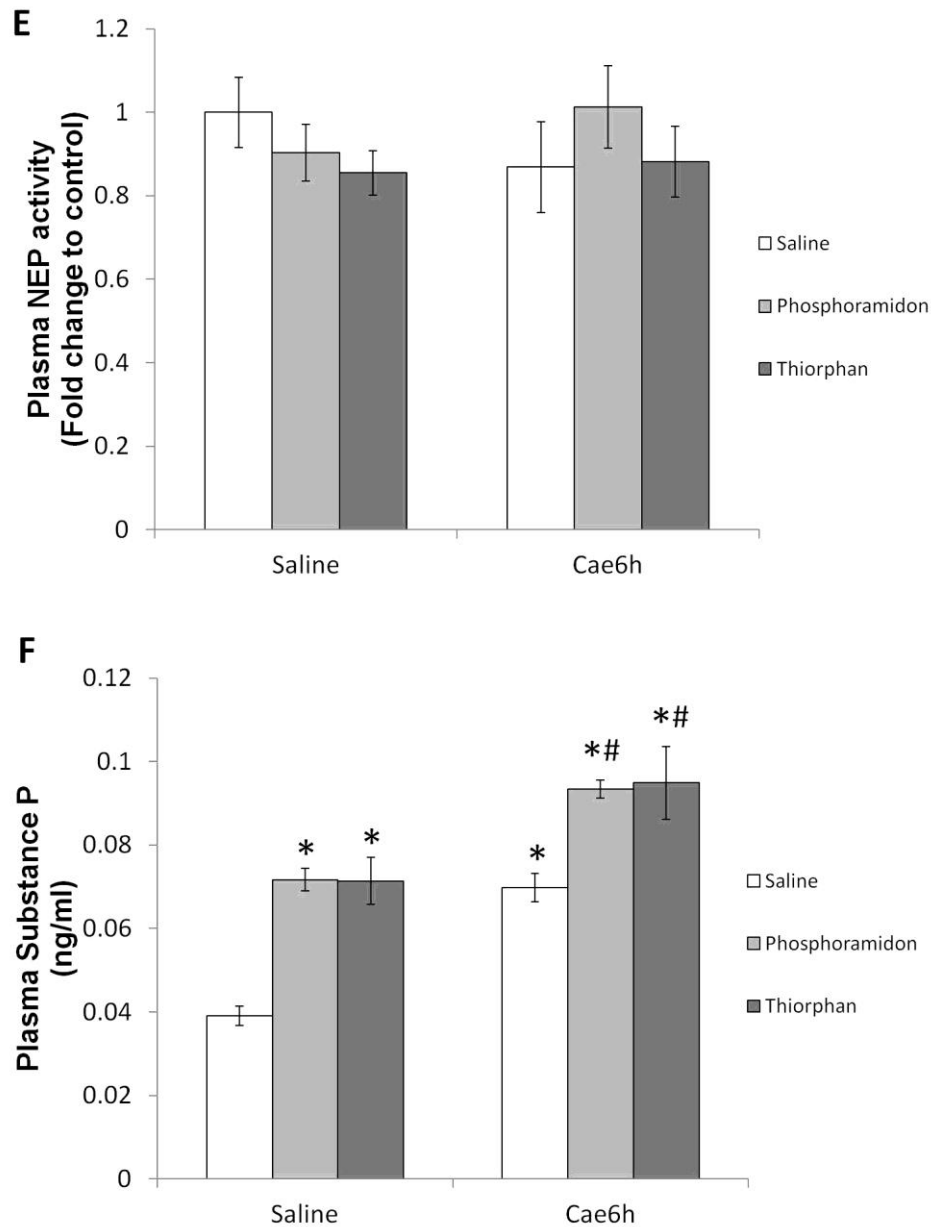 E
Plasma NEP activity
(Fold change to control)
1.2
1
0.8
0.6
0.4
0.2
0
Saline
Cae6h
Saline
Phosphoramidon
Thiorphan
F
Plasma Substance P
(ng/ml)
0.12
0.1
0.08
0.06
0.04
0.02
0
*
*
*
*#
*#
Saline
Cae6h
Saline
Phosphoramidon
Thiorphan